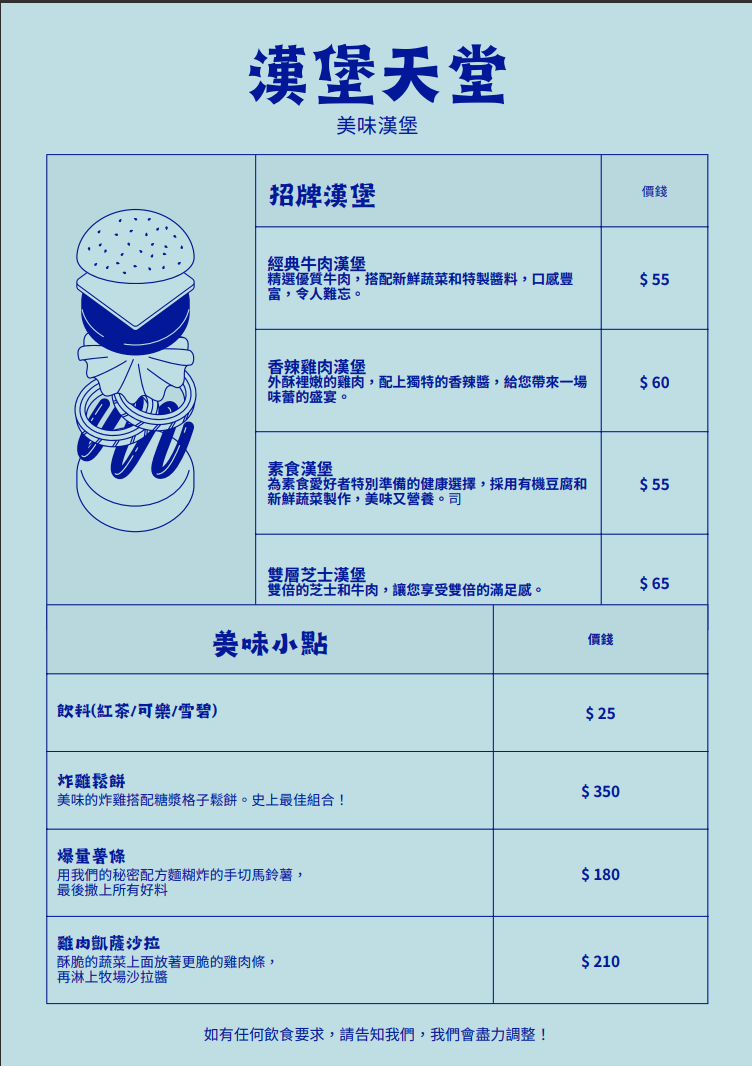 漢堡天堂
美味漢堡
招牌漢堡
價錢
經典牛肉漢堡
精選優質牛肉，搭配新鮮蔬菜和特製醬料，口感豐
富，令人難忘。
$ 55
香辣雞肉漢堡
外酥裡嫩的雞肉，配上獨特的香辣醬，給您帶來一場
味蕾的盛宴。
$ 60
素食漢堡
為素食愛好者特別準備的健康選擇，採用有機豆腐和
新鮮蔬菜製作，美味又營養。司
$ 55
雙層芝士漢堡
雙倍的芝士和牛肉，讓您享受雙倍的滿足感。
$ 65
美味小點
價錢
飲料(紅茶/可樂/雪碧)
$ 25
炸雞鬆餅
美味的炸雞搭配糖漿格子鬆餅。史上最佳組合！
$ 350
爆量薯條
用我們的秘密配方麵糊炸的手切馬鈴薯，
最後撒上所有好料
$ 180
雞肉凱薩沙拉
酥脆的蔬菜上面放著更脆的雞肉條，
再淋上牧場沙拉醬
$ 210
如有任何飲食要求，請告知我們，我們會盡力調整！